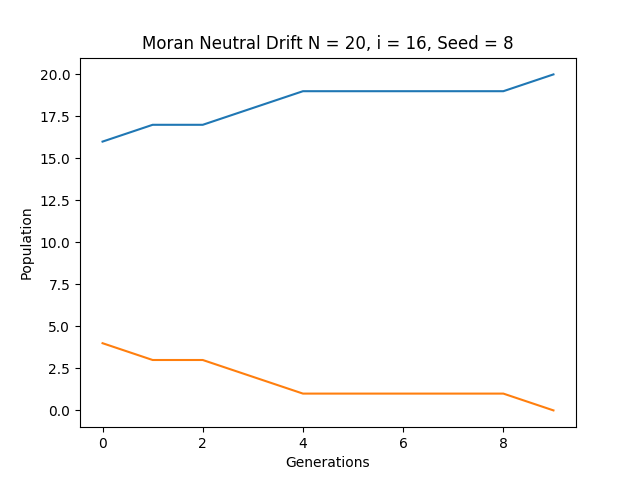 Moran Neutral Drift N = 20, i = 16, Seed = 8
20.0
17.5
15.0
12.5
10.0
7.5
5.0
2.5
0.0
Population
0 2 4 6 8
Generations